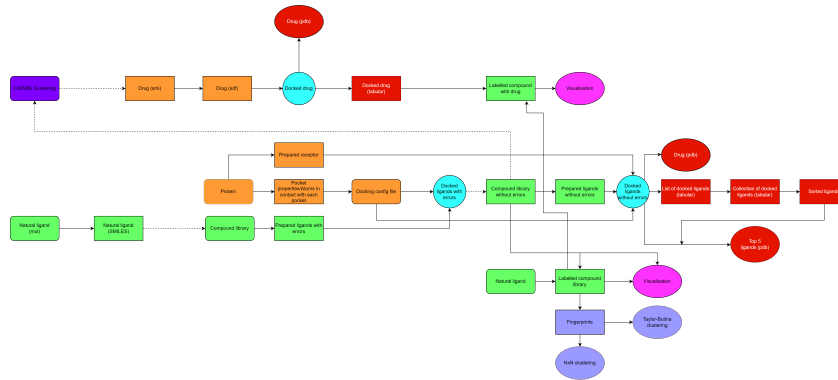 Drug (pdb)
ChEMBL screening
Drug (smi)
Drug (sdf)
Docked drug
Docked drug
(tabular)
Labelled compound
with drug
Visualisation
Prepared receptor
Drug (pdb)
Protein
Pocket
properties/Atoms in
contact with each
pocket
Docking config file
Docked
ligands with
errors
Compound library
without errors
Prepared ligands
without errors
Docked
ligands
without errors
List of docked ligands
(tabular)
Collection of docked
ligands (tabular)
Sorted ligands
Natural ligand
(mol)
Natural ligand
(SMILES)
Compound library
Prepared ligands with
errors
Top 5
ligands (pdb)
Natural ligand
Labelled compound
library
Visualisation
Fingerprints
Taylor-Butina
clustering
NxN clustering